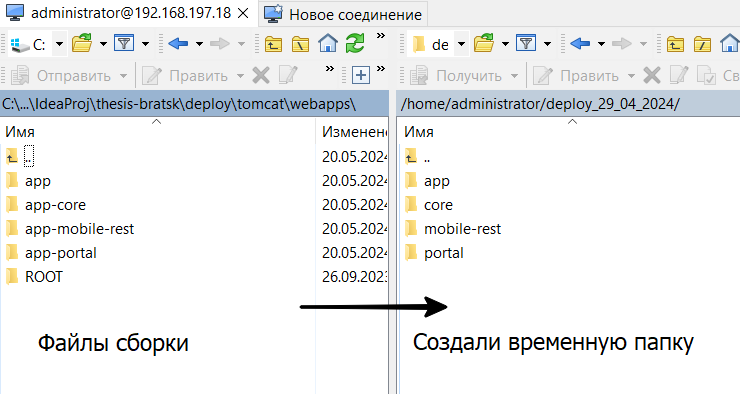 administrator@192.168.197.18
Новое соединение
C:
de
Отправить
Править
Получить
Править
Св
C:\...\IdeaProj\thesis-bratsk\deploy\tomcat\webapps\
/home/administrator/deploy_29_04_2024/
Имя
Изменено
Имя
..
20.05.2024
..
app
20.05.2024
app
app-core
20.05.2024
core
app-mobile-rest
20.05.2024
mobile-rest
app-portal
20.05.2024
portal
ROOT
26.09.2023
Файлы сборки
Создали временную папку